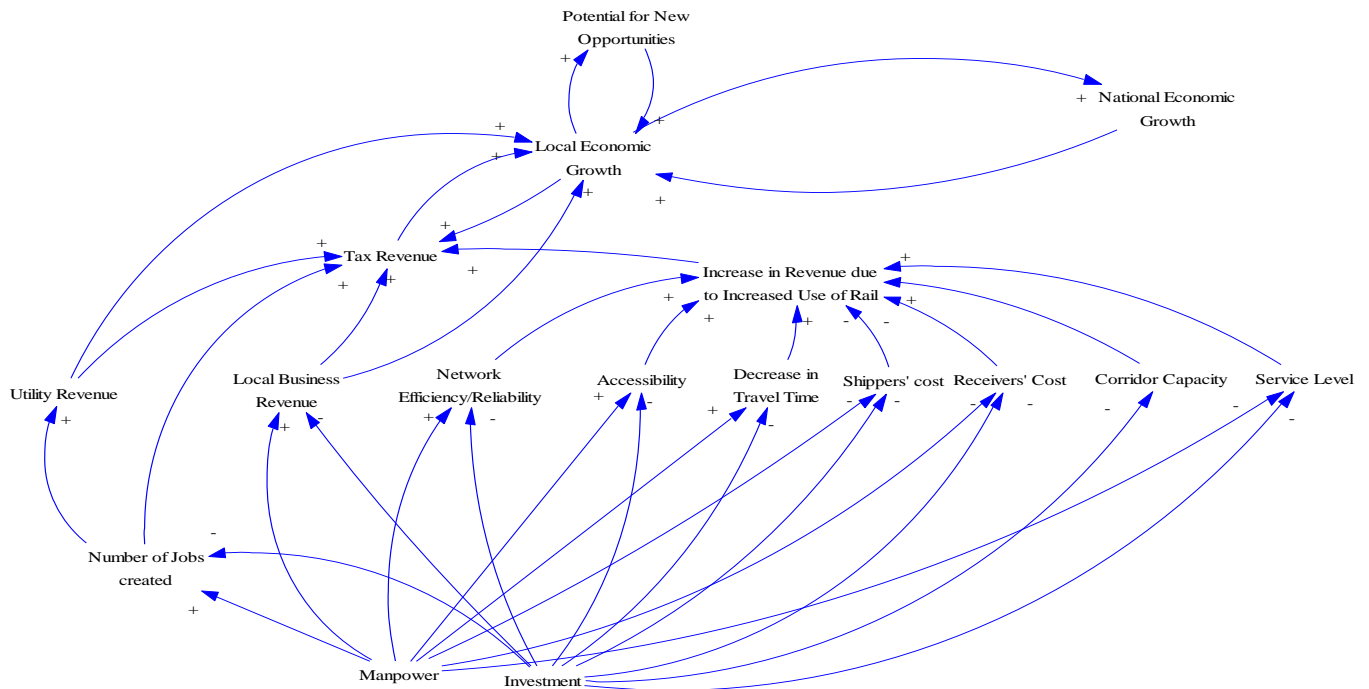 Potential for New
Opportunities
+
National Economic
+
Growth
+
+
+
Local Economic
Growth
+
+
+
+
Tax Revenue
+
+
+
Increase in Revenue due
to Increased Use of Rail
+
+
+
+
+
-
-
+
Utility Revenue
+
Local Business
Revenue
+
-
Network
Efficiency/Reliability
+
-
Accessibility
+
-
Decrease in
Travel Time
+
-
Shippers' cost
-
-
Receivers' Cost
-
-
Corridor Capacity
-
Service Level
-
-
Number of Jobs
created
-
+
Manpower
Investment